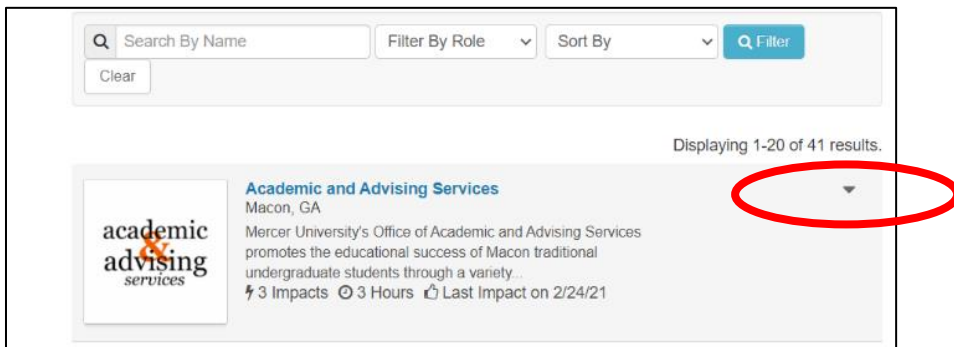 Search By Name
Filter By Role
Sort By
Filter
Clear
Displaying 1-20 of 41 results.
academic
&
advising
services
Academic and Advising Services
Macon, GA
Mercer University's Office of Academic and Advising Services
promotes the educational success of Macon traditional
undergraduate students through a variety...
3 Impacts 3 Hours Last Impact on 2/24/21